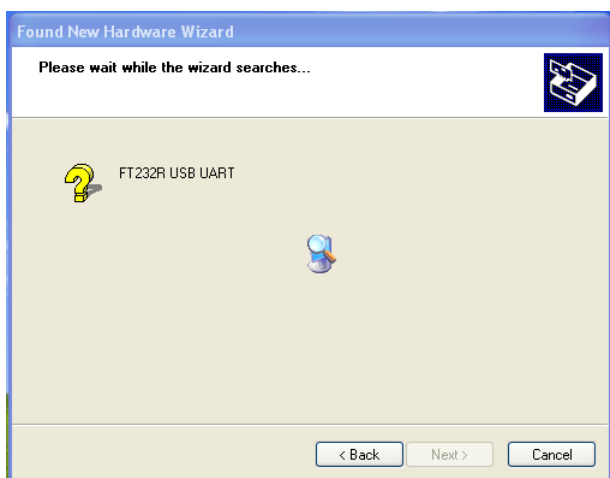 Found New Hardware Wizard
Please wait while the wizard searches...
FT232R USB UART
< Back
Next >
Cancel